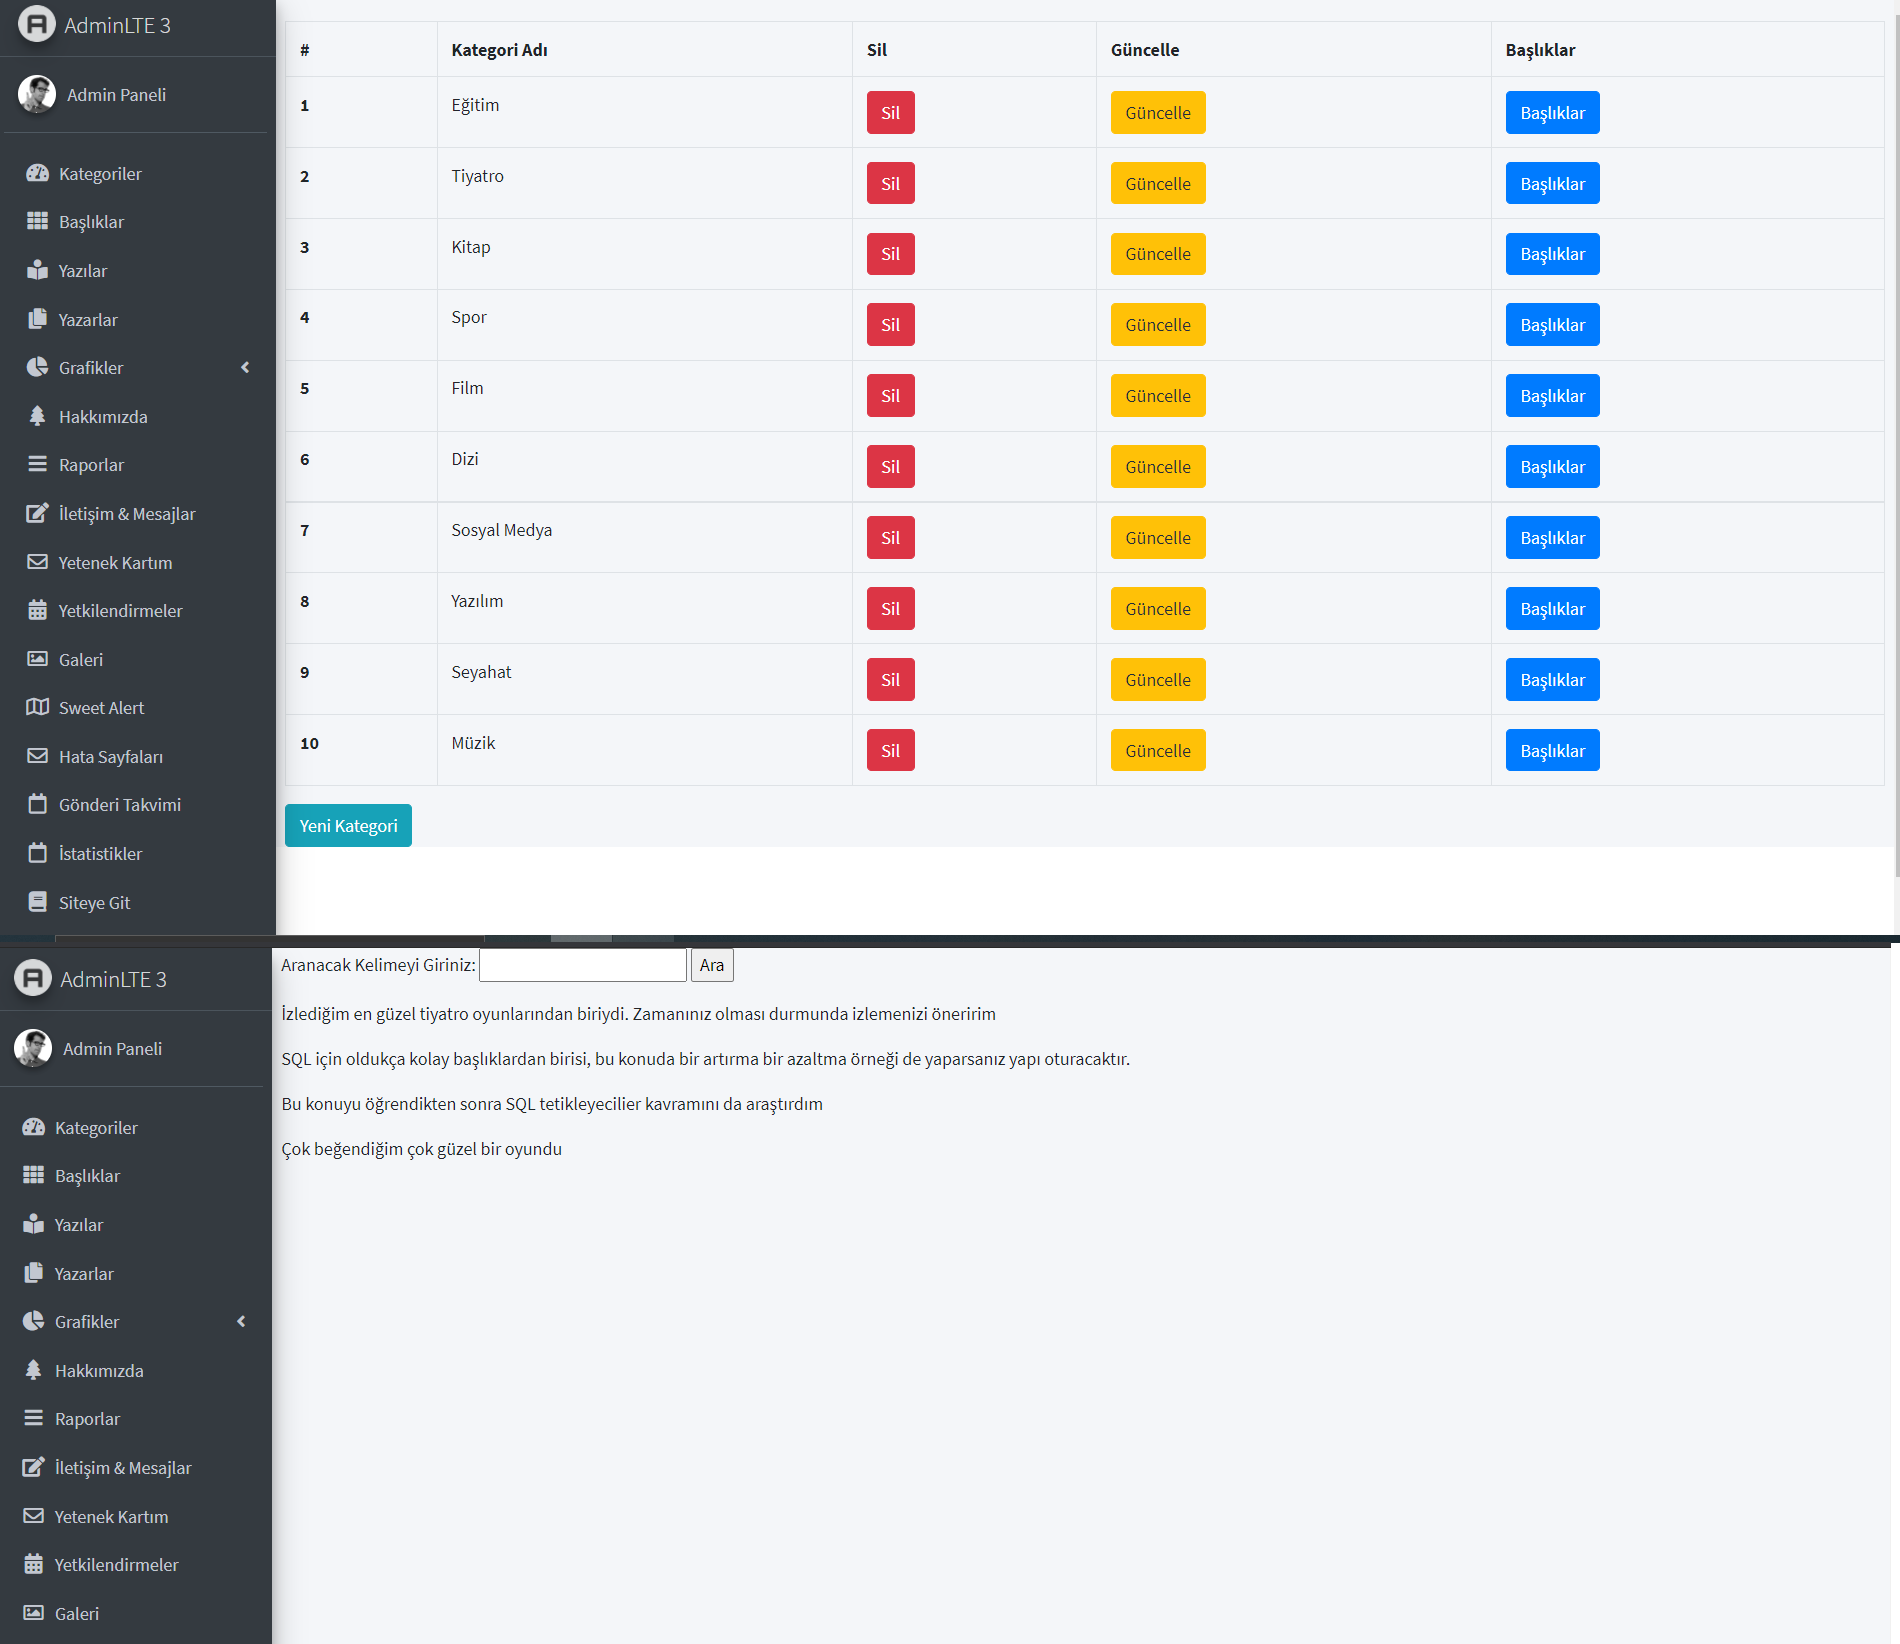 AdminLTE 3
Admin Paneli
Kategoriler
Başlıklar
Yazılar
Yazarlar
Grafikler
Hakkımızda
Raporlar
İletişim & Mesajlar
Yetenek Kartım
Yetkilendirmeler
Galeri
Sweet Alert
Hata Sayfaları
Gönderi Takvimi
İstatistikler
Siteye Git
# Kategori Adı Sil Güncelle Başlıklar
1 Eğitim Sil Güncelle Başlıklar
2 Tiyatro Sil Güncelle Başlıklar
3 Kitap Sil Güncelle Başlıklar
4 Spor Sil Güncelle Başlıklar
5 Film Sil Güncelle Başlıklar
6 Dizi Sil Güncelle Başlıklar
7 Sosyal Medya Sil Güncelle Başlıklar
8 Yazılım Sil Güncelle Başlıklar
9 Seyahat Sil Güncelle Başlıklar
10 Müzik Sil Güncelle Başlıklar
Yeni Kategori
AdminLTE 3
Admin Paneli
Kategoriler
Başlıklar
Yazılar
Yazarlar
Grafikler
Hakkımızda
Raporlar
İletişim & Mesajlar
Yetenek Kartım
Yetkilendirmeler
Galeri
Aranacak Kelimeyi Giriniz: Ara
İzlediğim en güzel tiyatro oyunlarından biriydi. Zamanınız olması durmunda izlemenizi öneririm
SQL için oldukça kolay başlıklardan birisi, bu konuda bir artırma bir azaltma örneği de yaparsanız yapı oturacaktır.
Bu konuyu öğrendikten sonra SQL tetikleyecilier kavramını da araştırdım
Çok beğendiğim çok güzel bir oyundu